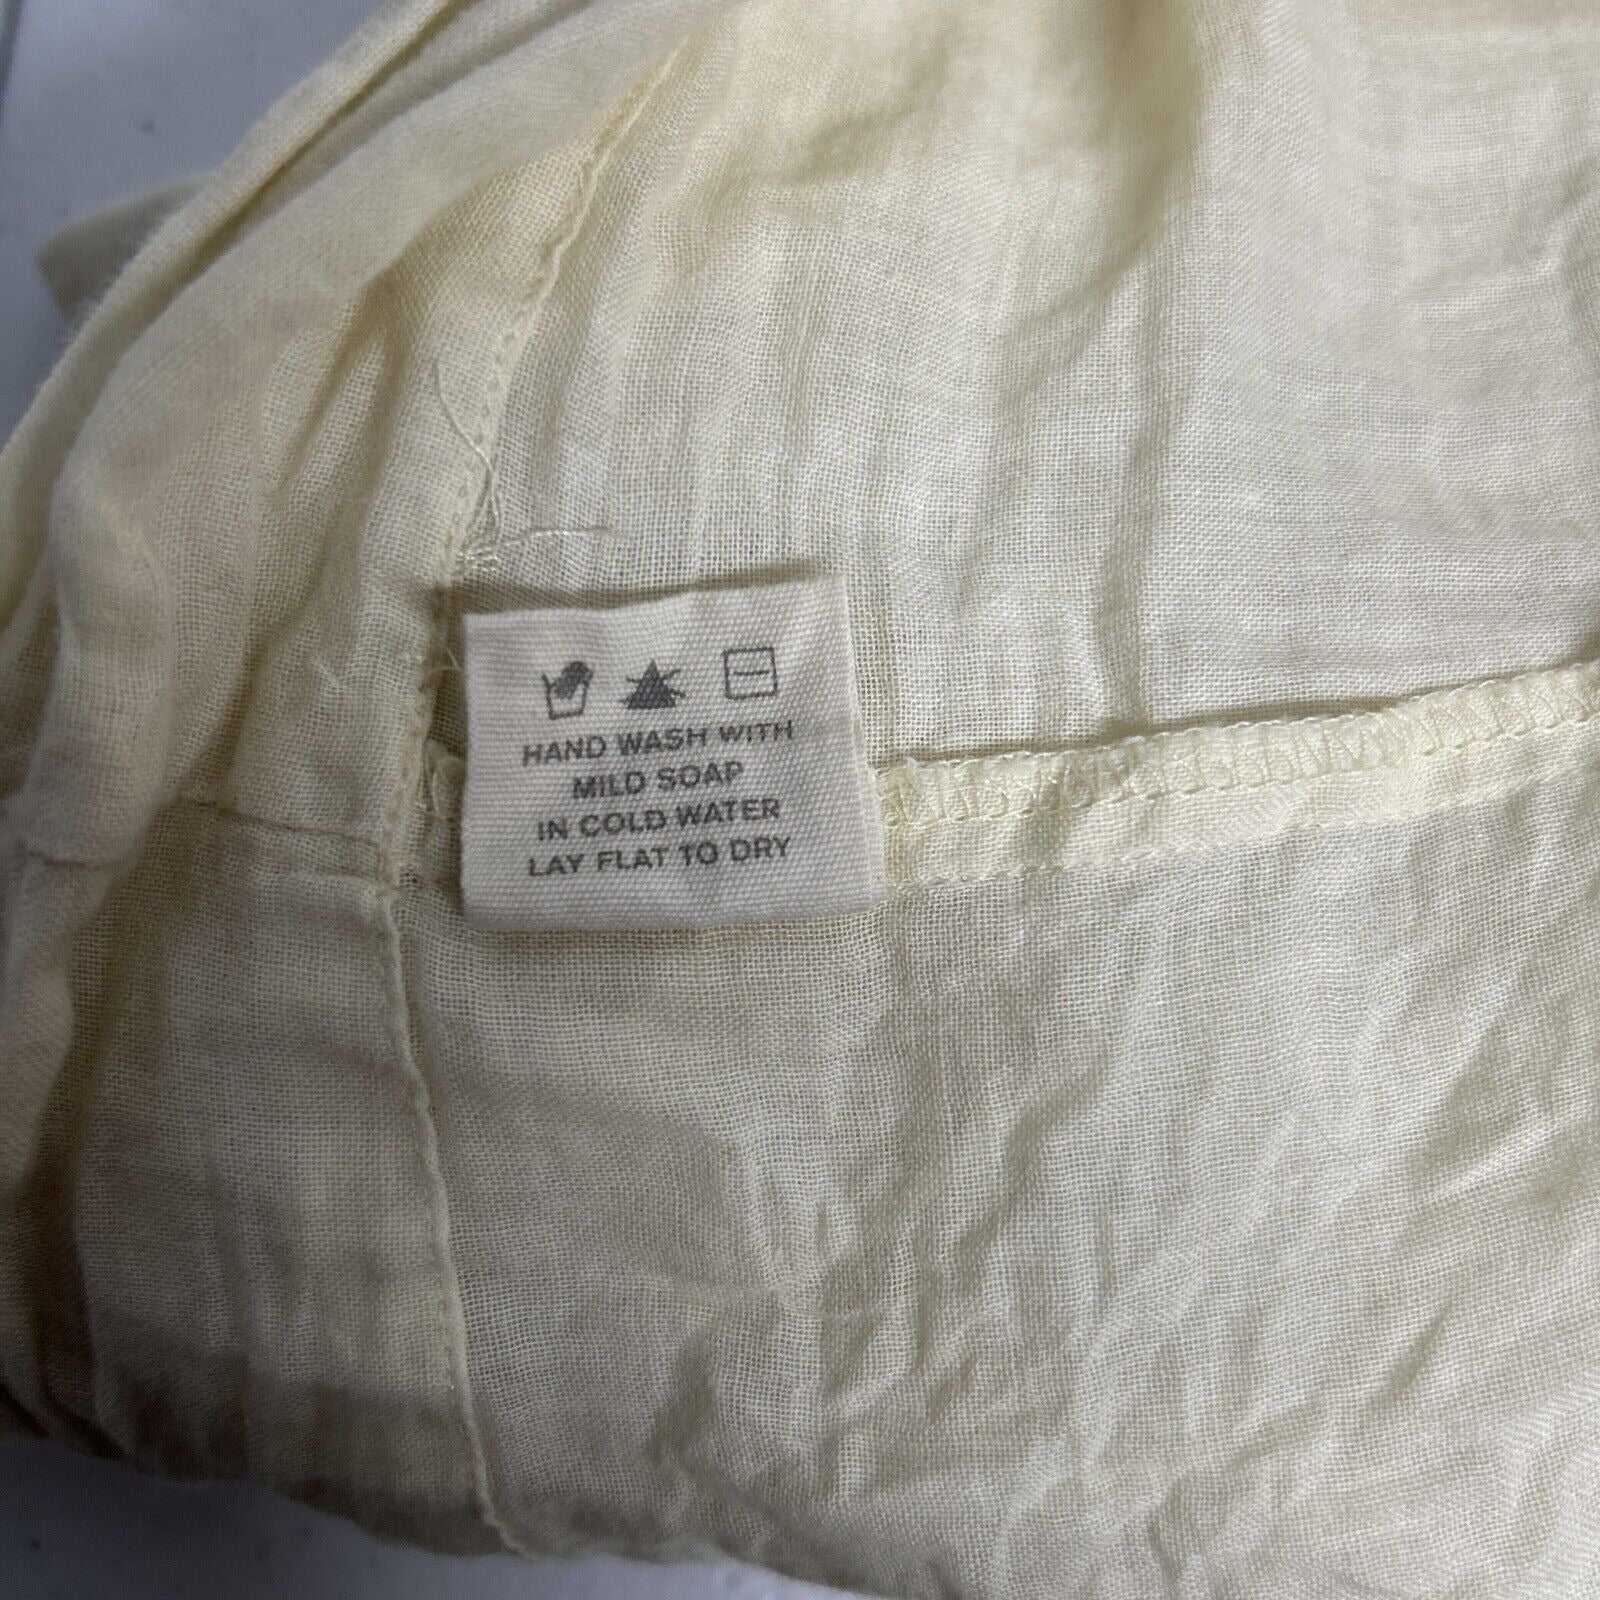 HAND WASH WITH
MILD SOAP
IN COLD WATER
LAY FLAT TO DRY